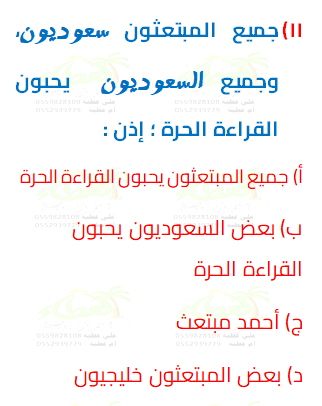 ١١) جميع المبتعثون سعوديون،
وجميع السعوديون يحبون
القراءة الحرة ؛ إذن :
أ) جميع المبتعثون يحبون القراءة الحرة
ب) بعض السعوديون يحبون
القراءة الحرة
ج) أحمد مبتعث
د) بعض المبتعثون خليجيون